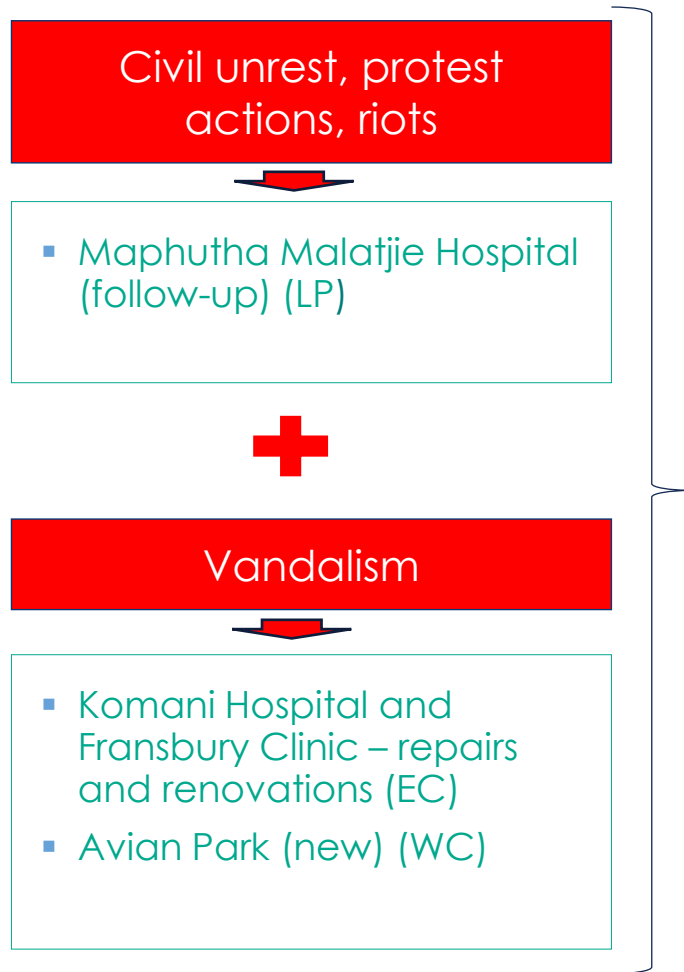 Civil unrest, protest
actions, riots
▪ Maphutha Malatjie Hospital
(follow-up) (LP)
Vandalism
▪ Komani Hospital and
Fransbury Clinic – repairs
and renovations (EC)
▪ Avian Park (new) (WC)